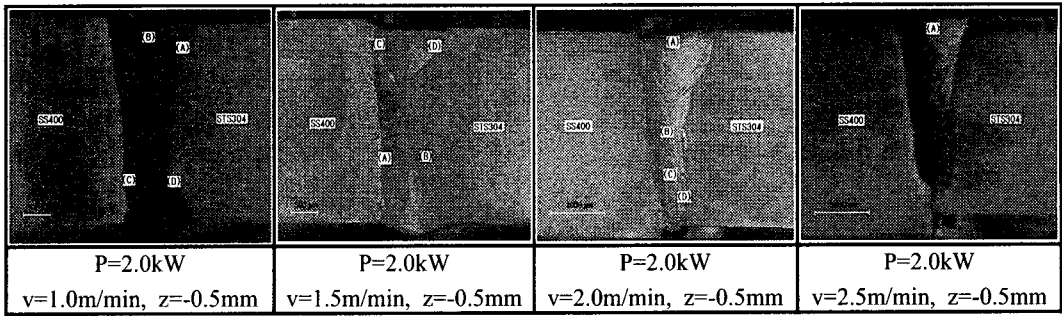 (B)
(A)
SS400
STS304
(C)
(D)
(C)
(D)
SS400
STS304
(A)
(B)
(A)
SS400
STS304
(B)
(C)
(D)
SS400
STS304
P=2.0kW
v=1.0m/min, z=-0.5mm
P=2.0kW
v=1.5m/min, z=-0.5mm
P=2.0kW
v=2.0m/min, z=-0.5mm
P=2.0kW
v=2.5m/min, z=-0.5mm